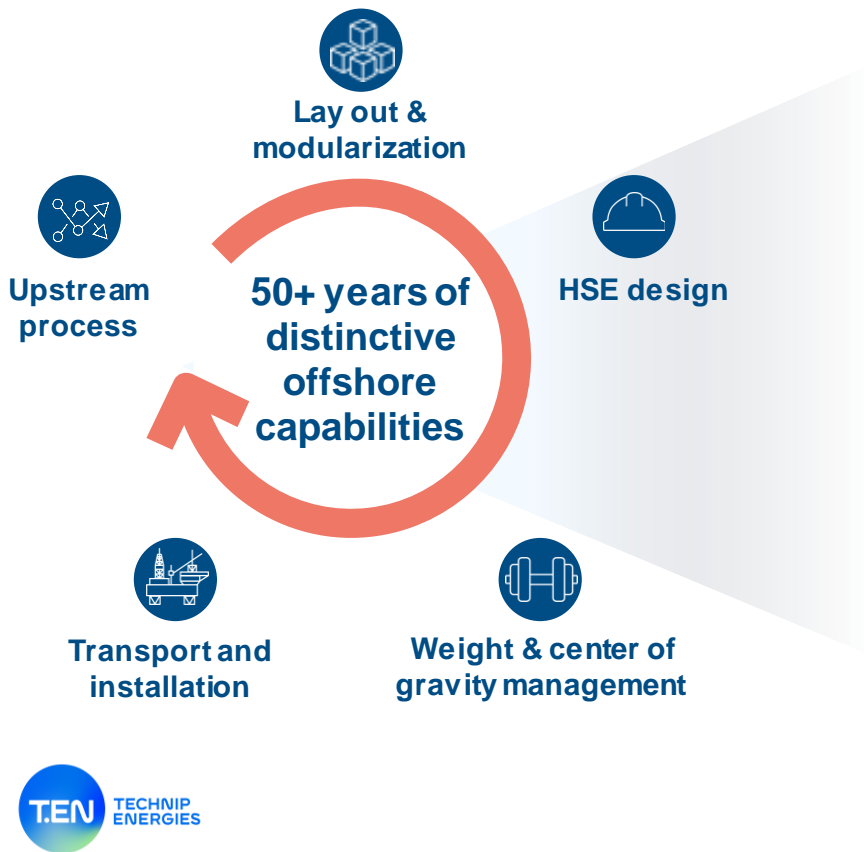 Lay out &
modularization
Upstream
process
HSE design
50+ years of
distinctive
offshore
capabilities
Transport and
installation
Weight & center of
gravity management
T.EN
TECHNIP
ENERGIES